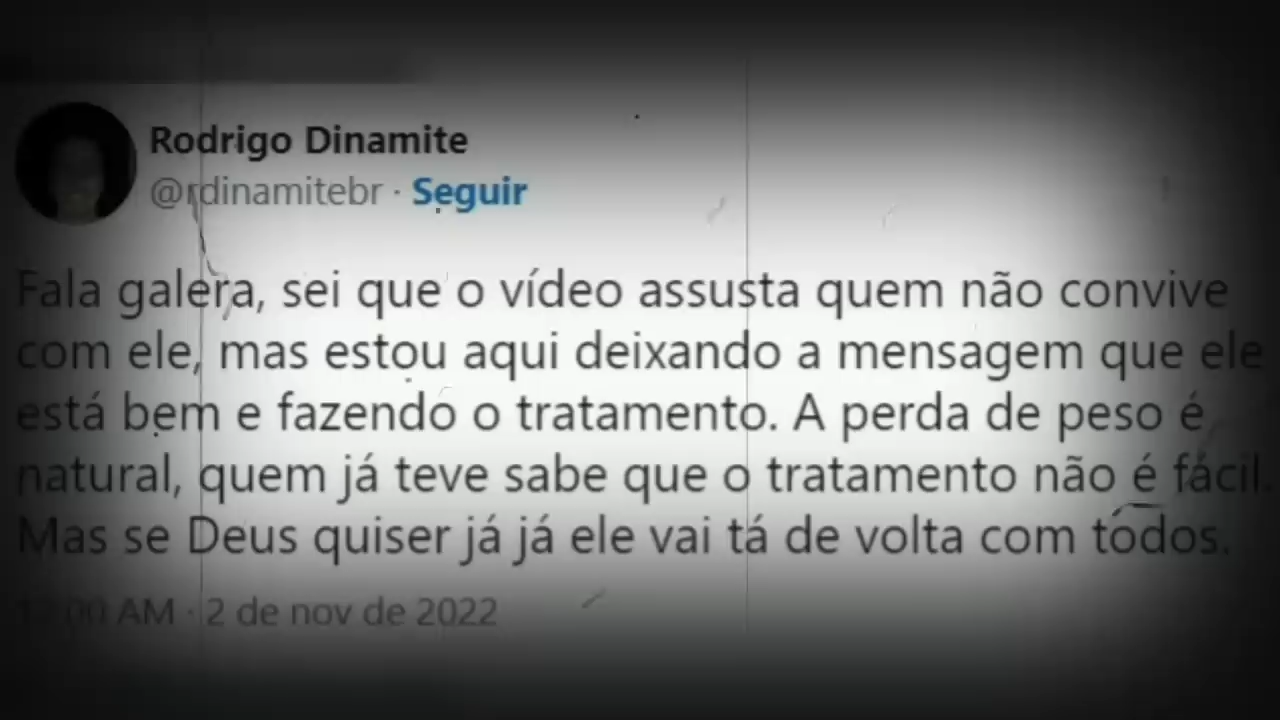 Rodrigo Dinamite
@rdinamitebr · Seguir
Fala galera, sei que o vídeo assusta quem não convive
com ele, mas estou aqui deixando a mensagem que ele
está bem e fazendo o tratamento. A perda de peso é
natural, quem já teve sabe que o tratamento não é fácil.
Mas se Deus quiser já já ele vai tá de volta com todos.
AM · 2 de nov de 2022